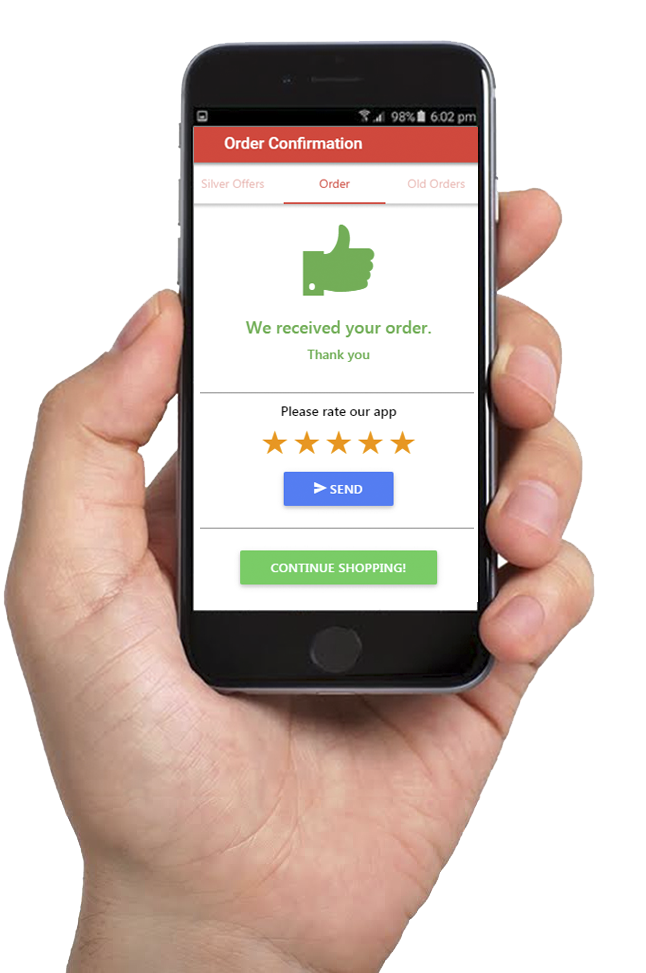 98% 6.02 pm
Order Confirmation
Silver Offers Order Old Orders
We received your order.
Thank you
Please rate our app
SEND
CONTINUE SHOPPING!